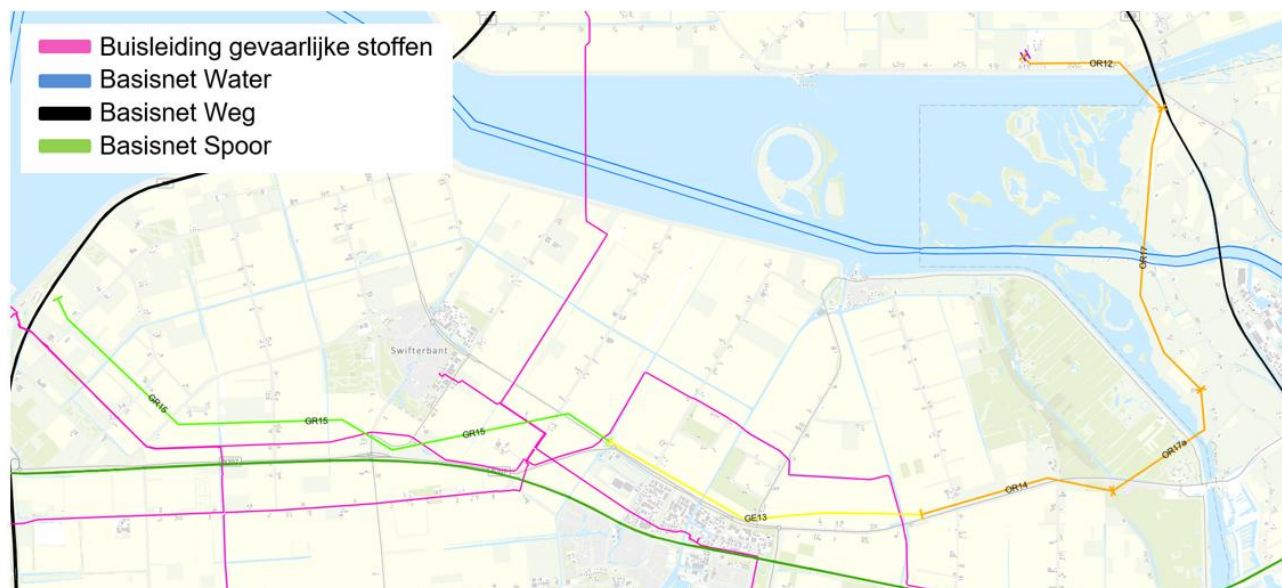 Buisleiding gevaarlijke stoffen
Basisnet Water
Basisnet Weg
Basisnet Spoor
OR12
OR17
Swifterbant
GR15
GR15
GR15
OR17a
OR14
GE13